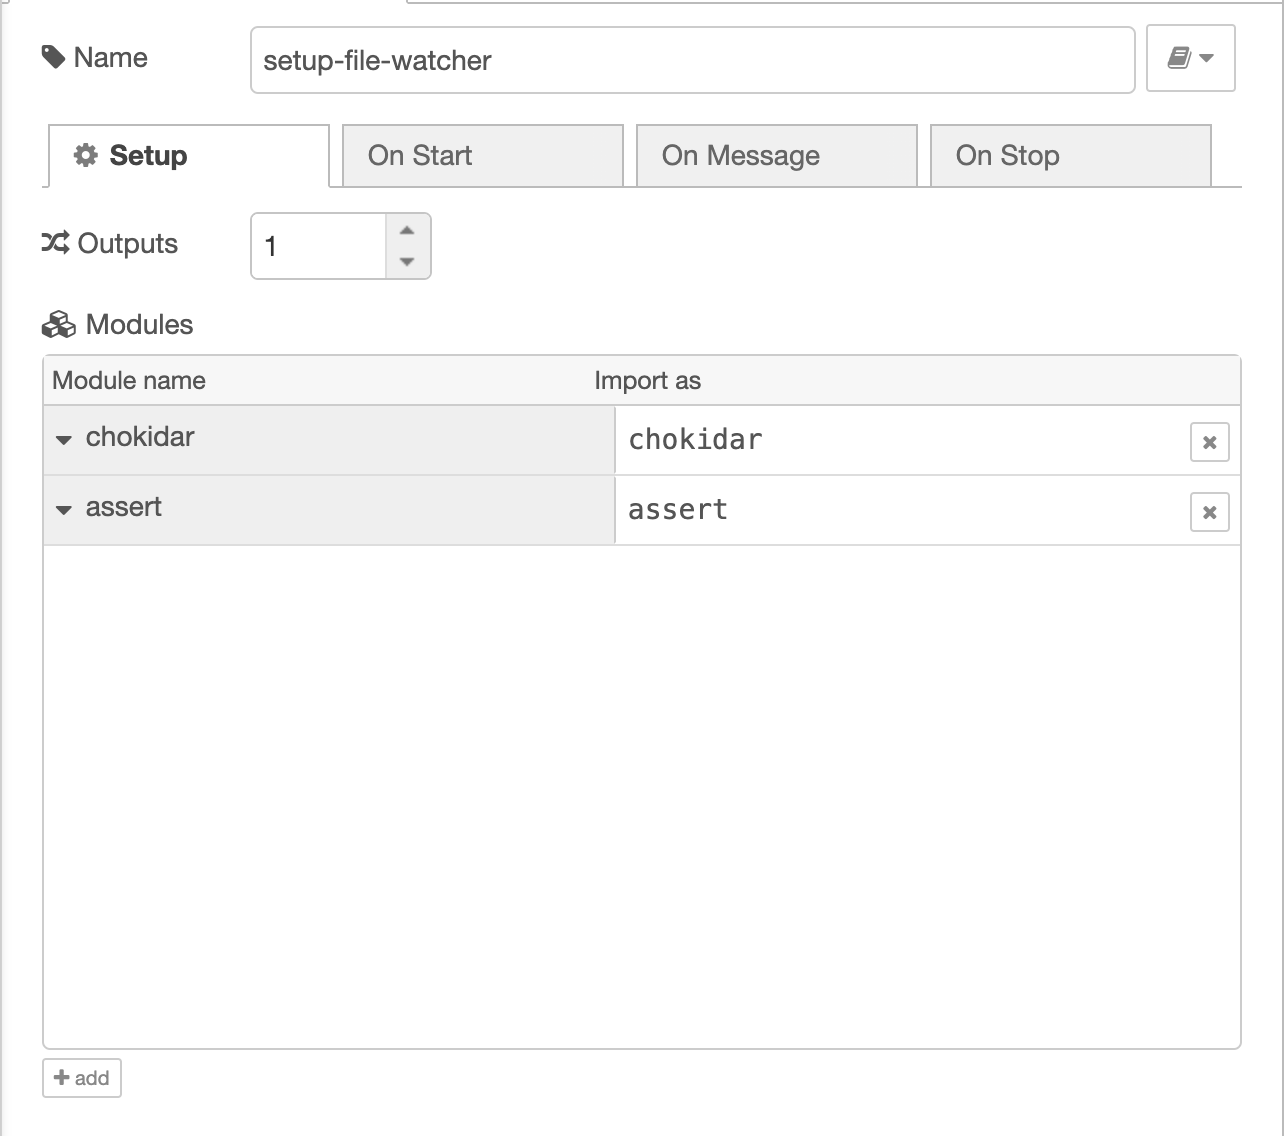 Name
setup-file-watcher
Setup
On Start
On Message
On Stop
Outputs
1
Modules
Module name
Import as
chokidar
chokidar
assert
assert
add